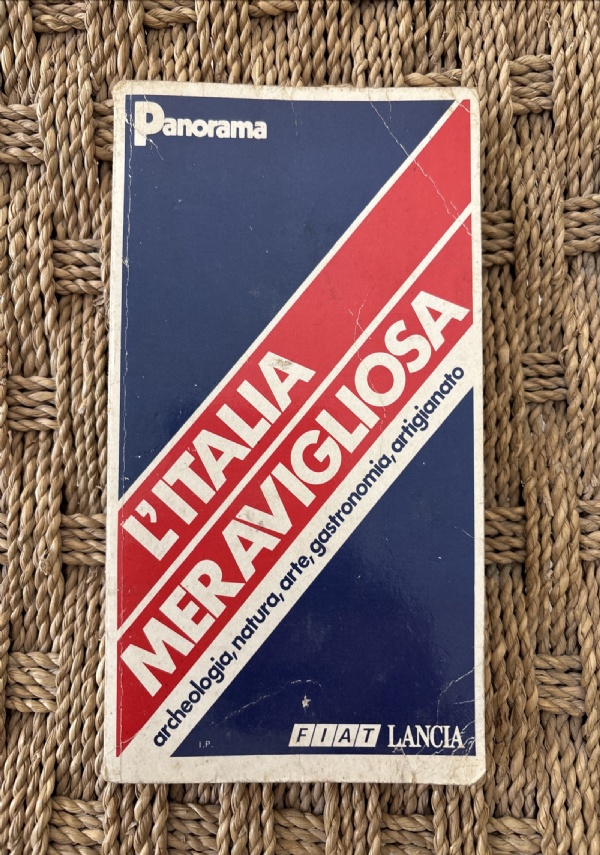 Panorama
L'ITALIA
MERAVIGLIOSA
archeologia, natura, arte, gastronomia, artigianato
I.P.
FIAT LANCIA